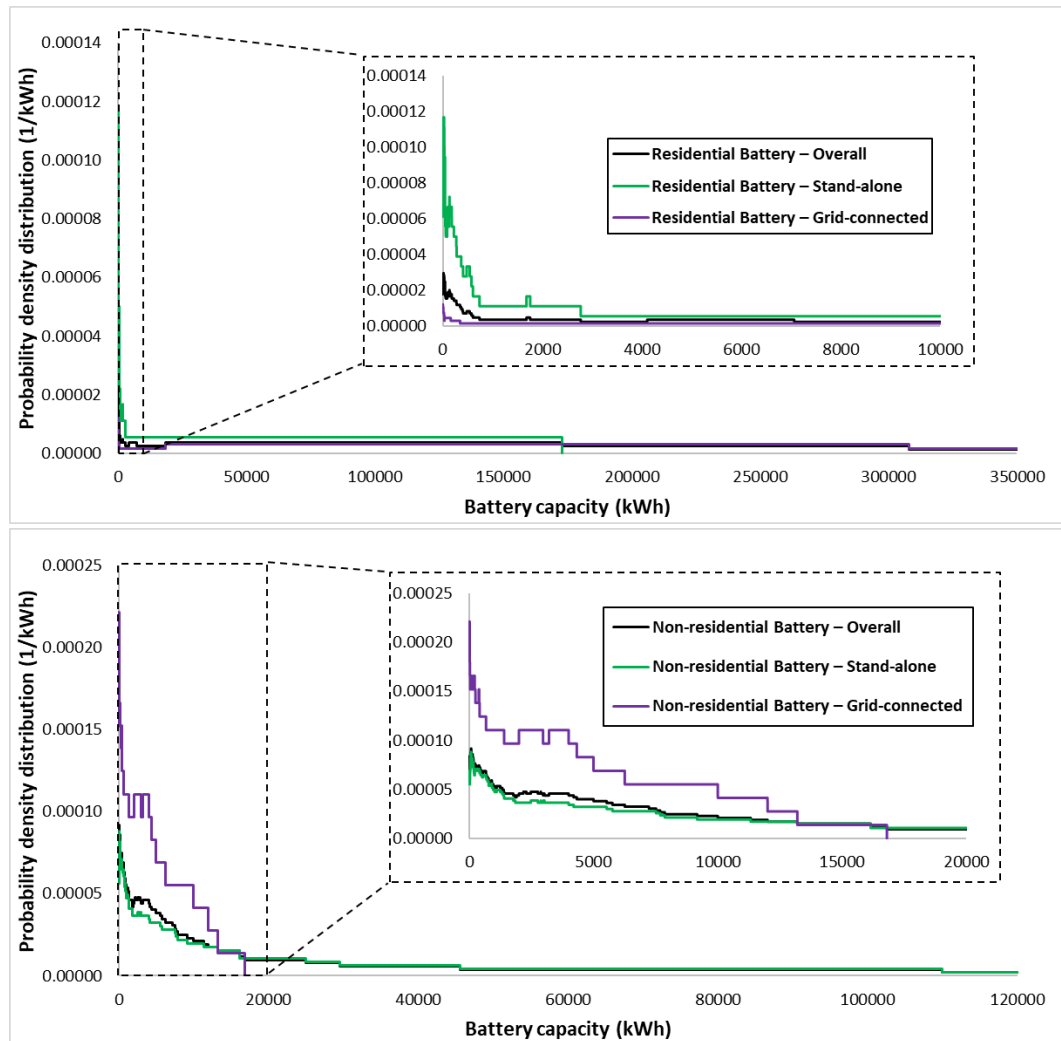 Probability density distribution (1/kWh)
0.00014
0.00012
0.00010
0.00008
0.00006
0.00004
0.00002
0.00000
0.00014
0.00012
0.00010
0.00008
0.00006
0.00004
0.00002
0.00000
Residential Battery – Overall
Residential Battery – Stand-alone
Residential Battery – Grid-connected
0 2000 4000 6000 8000 10000
0 50000 100000 150000 200000 250000 300000 350000
Battery capacity (kWh)
Probability density distribution (1/kWh)
0.00025
0.00020
0.00015
0.00010
0.00005
0.00000
0.00025
0.00020
0.00015
0.00010
0.00005
0.00000
Non-residential Battery – Overall
Non-residential Battery – Stand-alone
Non-residential Battery – Grid-connected
0 5000 10000 15000 20000
0 20000 40000 60000 80000 100000 120000
Battery capacity (kWh)